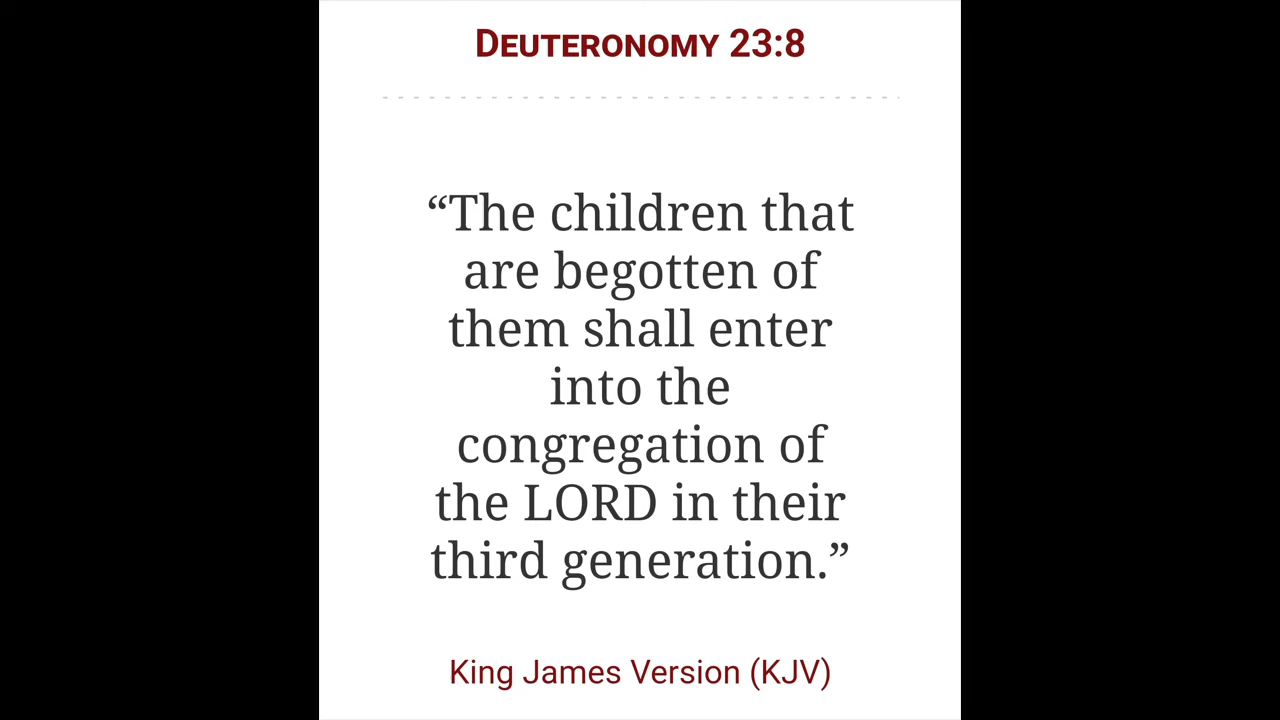 DEUTERONOMY 23:8
“The children that
are begotten of
them shall enter
into the
congregation of
the LORD in their
third generation.”
King James Version (KJV)